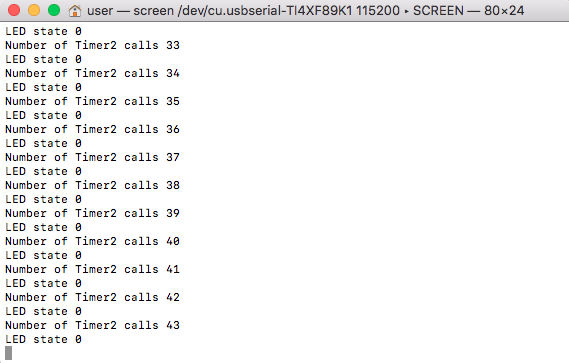 user — screen /dev/cu.usbserial-TI4XF89K1 115200 ▸ SCREEN — 80×24
LED state 0
Number of Timer2 calls 33
LED state 0
Number of Timer2 calls 34
LED state 0
Number of Timer2 calls 35
LED state 0
Number of Timer2 calls 36
LED state 0
Number of Timer2 calls 37
LED state 0
Number of Timer2 calls 38
LED state 0
Number of Timer2 calls 39
LED state 0
Number of Timer2 calls 40
LED state 0
Number of Timer2 calls 41
LED state 0
Number of Timer2 calls 42
LED state 0
Number of Timer2 calls 43
LED state 0